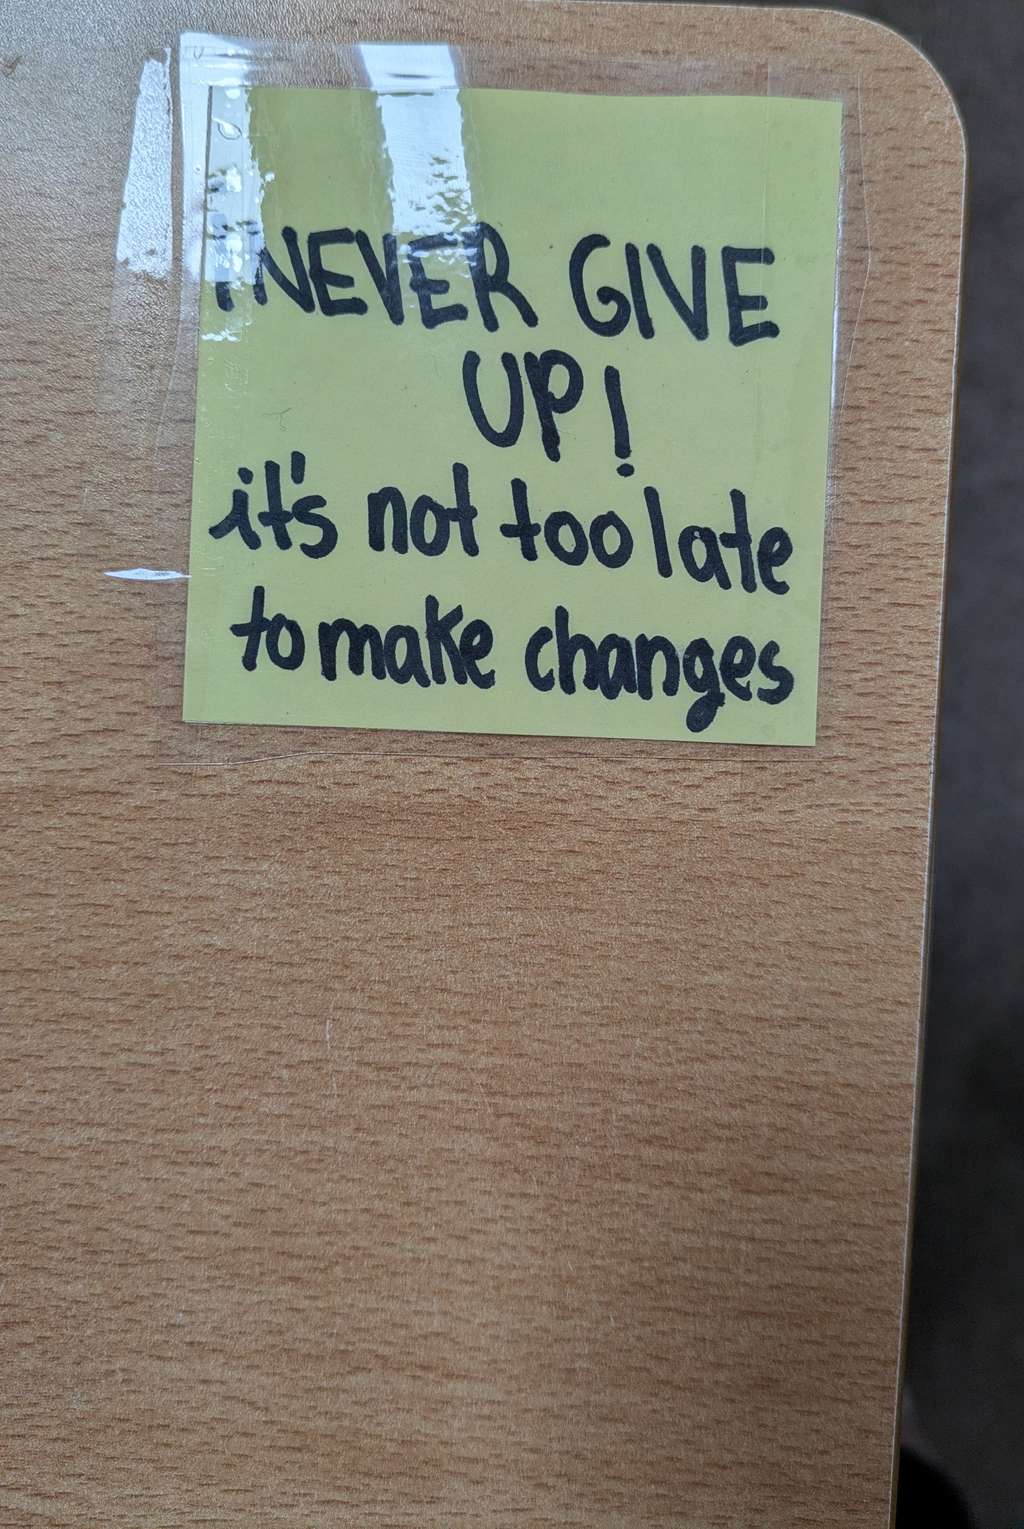 NEVER GIVE
UP!
it's not too late
to make changes